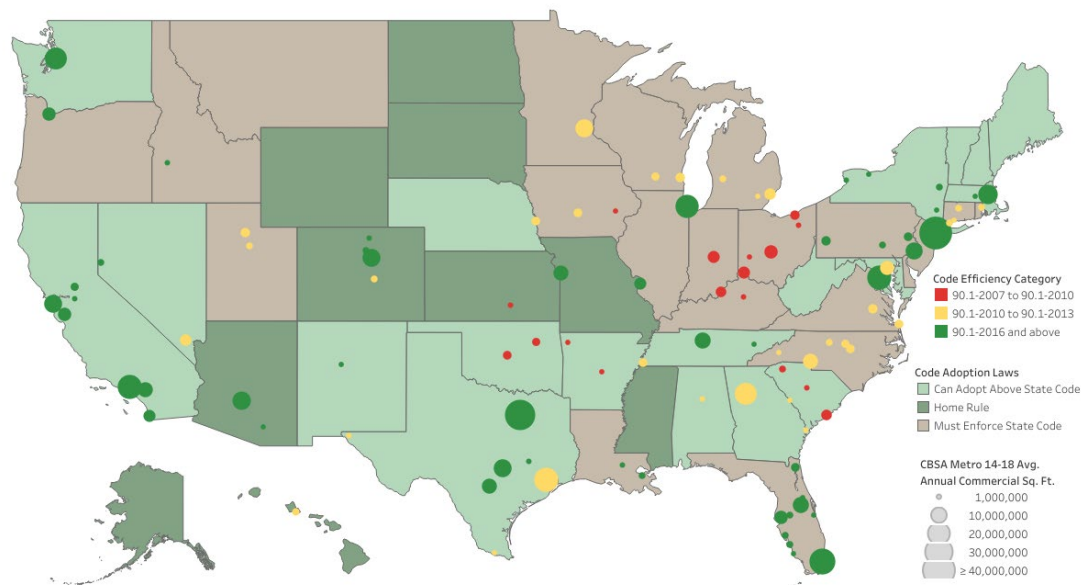 Code Efficiency Category
90.1-2007 to 90.1-2010
90.1-2010 to 90.1-2013
90.1-2016 and above
Code Adoption Laws
Can Adopt Above State Code
Home Rule
Must Enforce State Code
CBSA Metro 14-18 Avg.
Annual Commercial Sq. Ft.
1,000,000
10,000,000
20,000,000
30,000,000
≥ 40,000,000